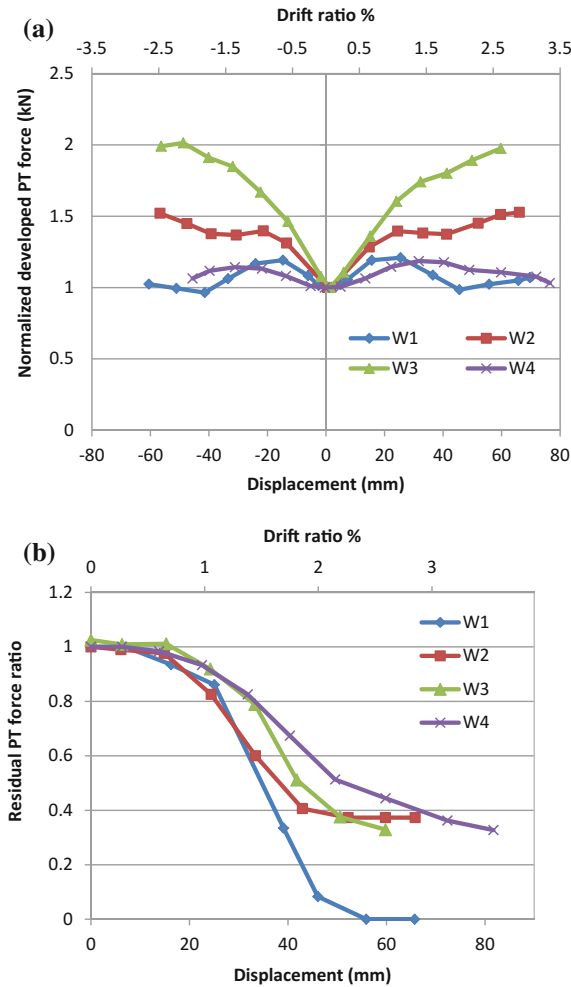 (a)
Drift ratio %
-3.5 -2.5 -1.5 -0.5 0.5 1.5 2.5 3.5
Normalized developed PT force (kN)
2.5
2
1.5
1
0.5
0
W1 W2
W3 W4
-80 -60 -40 -20 0 20 40 60 80
Displacement (mm)
(b)
Drift ratio %
0 1 2 3
Residual PT force ratio
1.2
1
0.8
0.6
0.4
0.2
0
W1
W2
W3
W4
0 20 40 60 80
Displacement (mm)